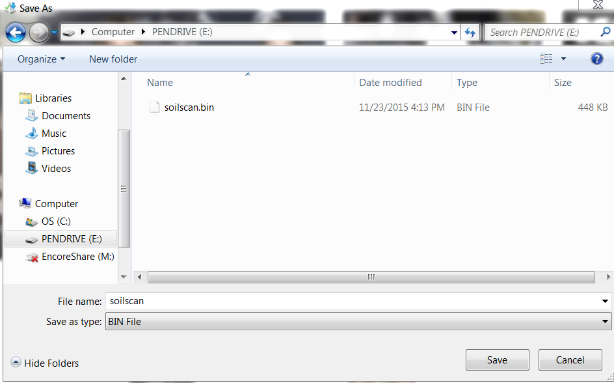 Save As
Computer PENDRIVE (E:) Search PENDRIVE (E:)
Organize New folder
Name Date modified Type Size
soilscan.bin 11/23/2015 4:13 PM BIN File 448 KB
Libraries
Documents
Music
Pictures
Videos
Computer
OS (C:)
PENDRIVE (E:)
EncoreShare (M:)
File name: soilscan
Save as type: BIN File
Hide Folders Save Cancel